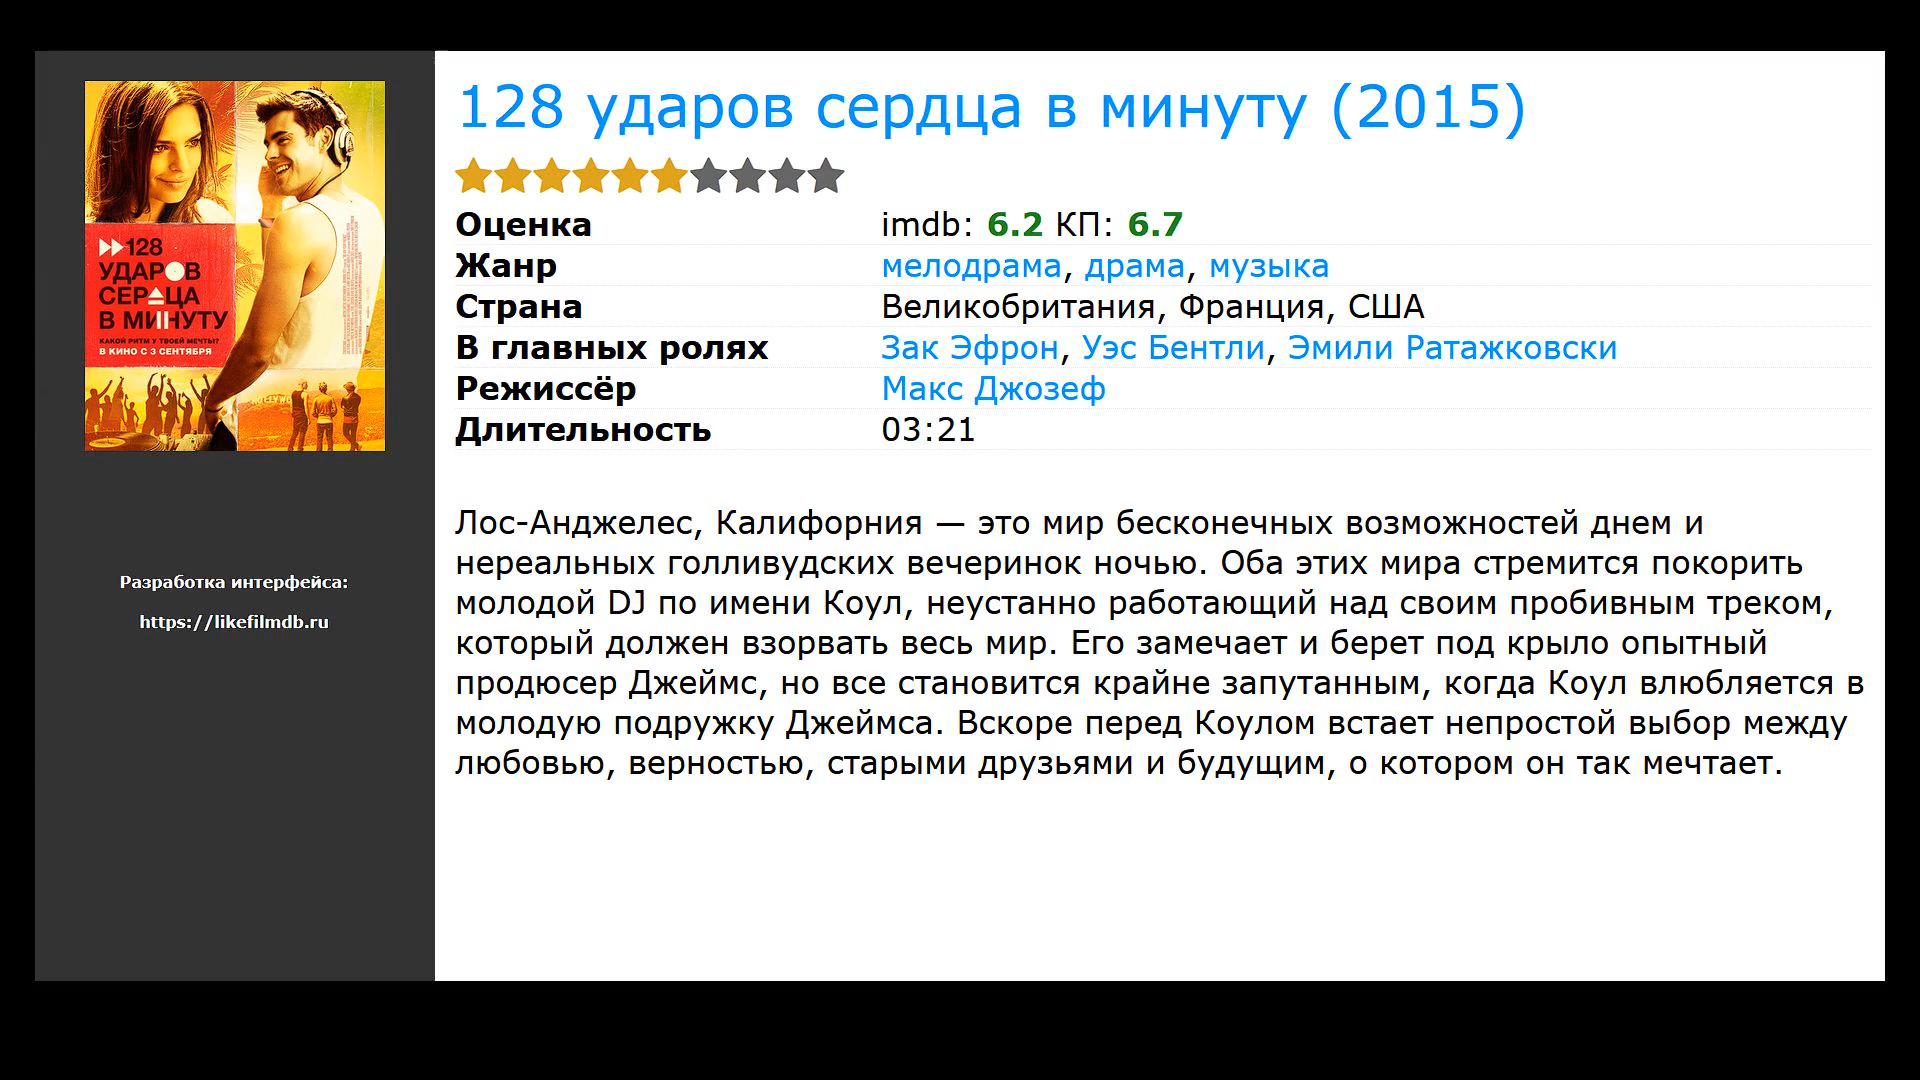 128 ударов сердца в минуту (2015)
Оценка imdb: 6.2 КП: 6.7
Жанр мелодрама, драма, музыка
Страна Великобритания, Франция, США
В главных ролях Зак Эфрон, Уэс Бентли, Эмили Ратажковски
Режиссёр Макс Джозеф
Длительность 03:21
Лос-Анджелес, Калифорния — это мир бесконечных возможностей днем и
нереальных голливудских вечеринок ночью. Оба этих мира стремится покорить
молодой DJ по имени Коул, неустанно работающий над своим пробивным треком,
который должен взорвать весь мир. Его замечает и берет под крыло опытный
продюсер Джеймс, но все становится крайне запутанным, когда Коул влюбляется в
молодую подружку Джеймса. Вскоре перед Коулом встает непростой выбор между
любовью, верностью, старыми друзьями и будущим, о котором он так мечтает.
128
УДАРОВ
СЕРДЦА
В МИНУТУ
КАКОЙ РИТМ У ТВОЕЙ МЕЧТЫ?
В КИНО С 3 СЕНТЯБРЯ
Разработка интерфейса:
https://likefilmdb.ru